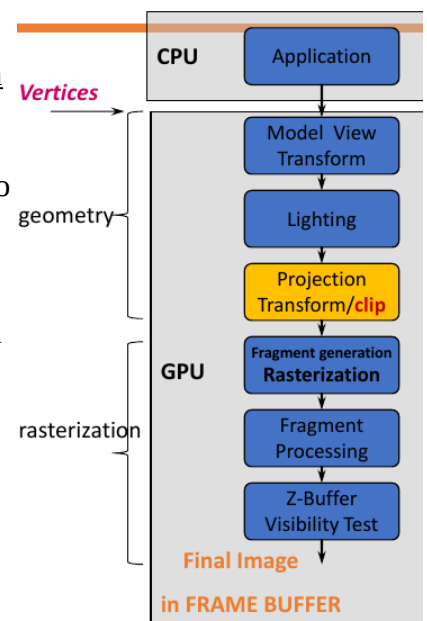 CPU
Application
Vertices
Model View
Transform
geometry
Lighting
Projection
Transform/clip
Fragment generation
Rasterization
GPU
rasterization
Fragment
Processing
Z-Buffer
Visibility Test
Final Image
in FRAME BUFFER